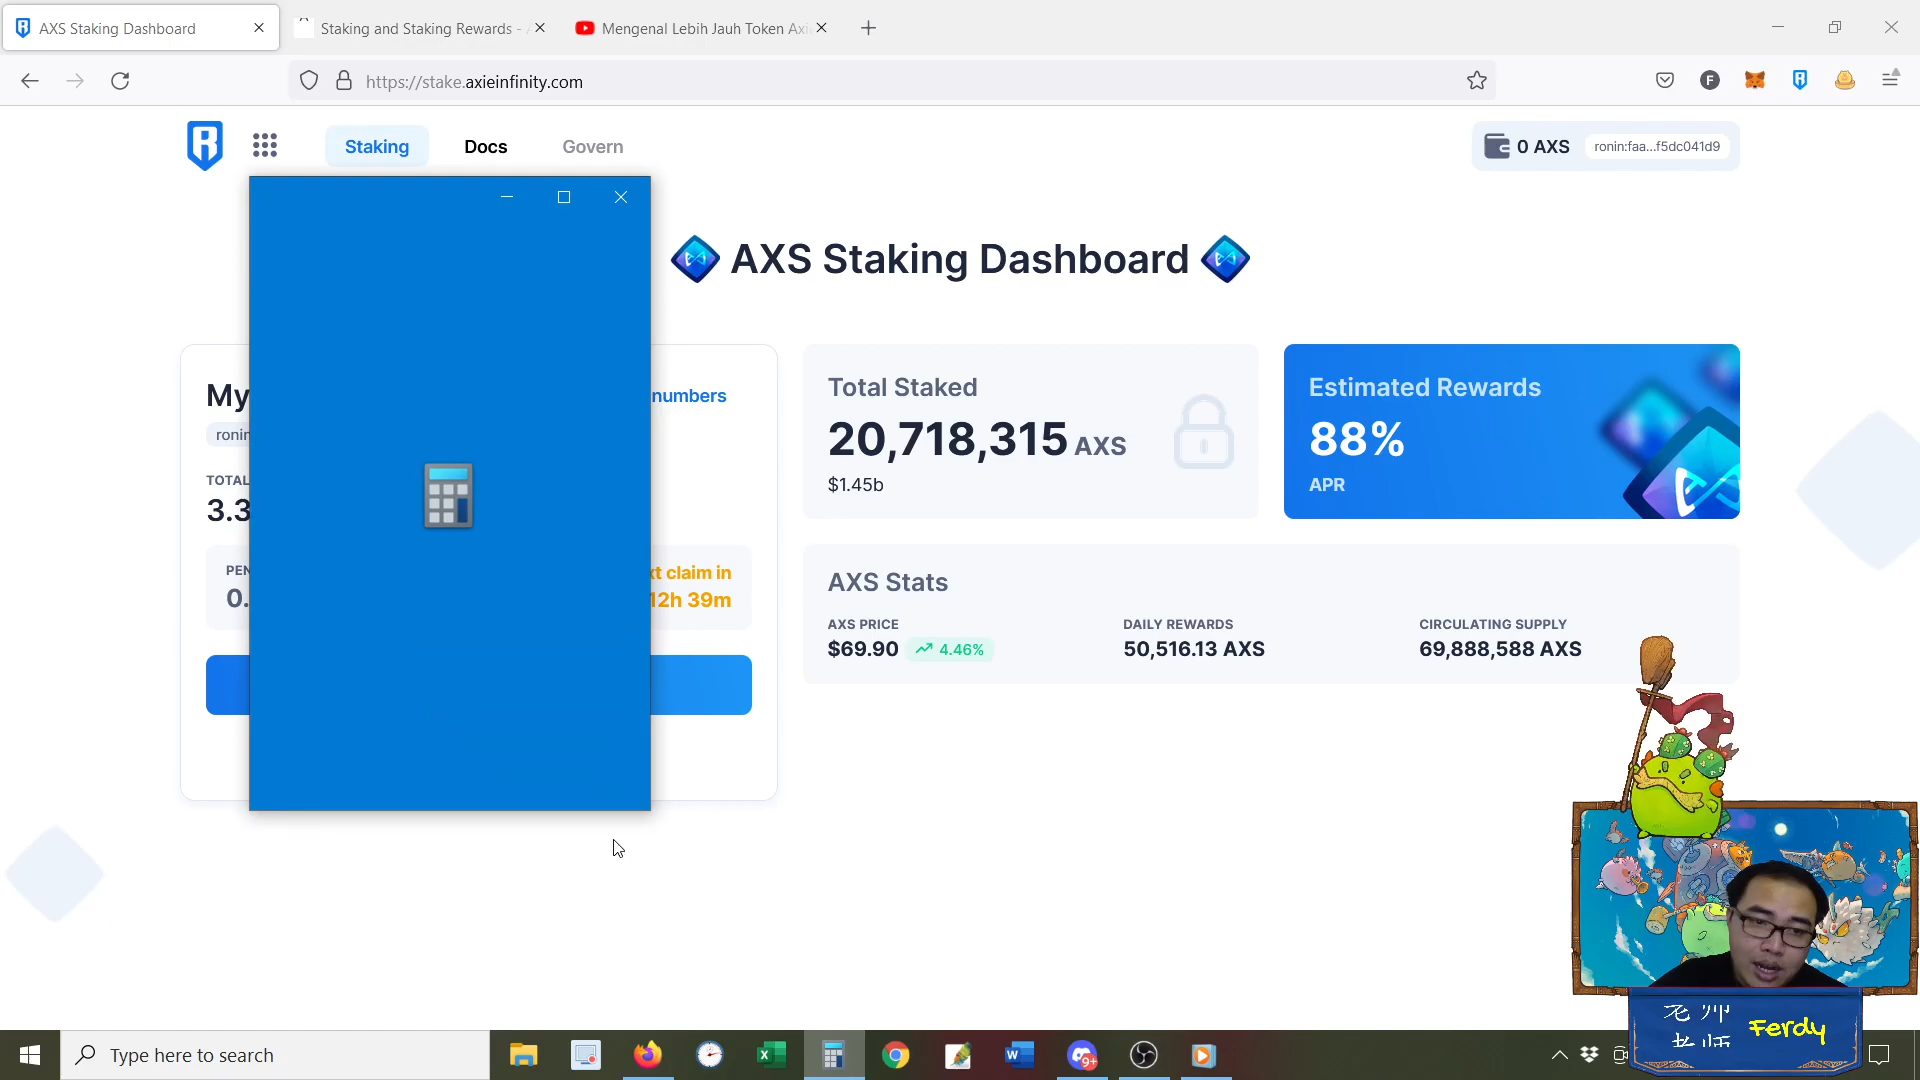 AXS Staking Dashboard
Staking and Staking Rewards -
Mengenal Lebih Jauh Token Axi
https://stake.axieinfinity.com
F
Staking
Docs
Govern
0 AXS
ronin:faa...f5dc041d9
AXS Staking Dashboard
My
numbers
ronin
TOTAL
3.3
PEN
0.
xt claim in
12h 39m
Total Staked
20,718,315 AXS
$1.45b
Estimated Rewards
88%
APR
AXS Stats
AXS PRICE
$69.90
4.46%
DAILY REWARDS
50,516.13 AXS
CIRCULATING SUPPLY
69,888,588 AXS
Ferdy
Type here to search
9+